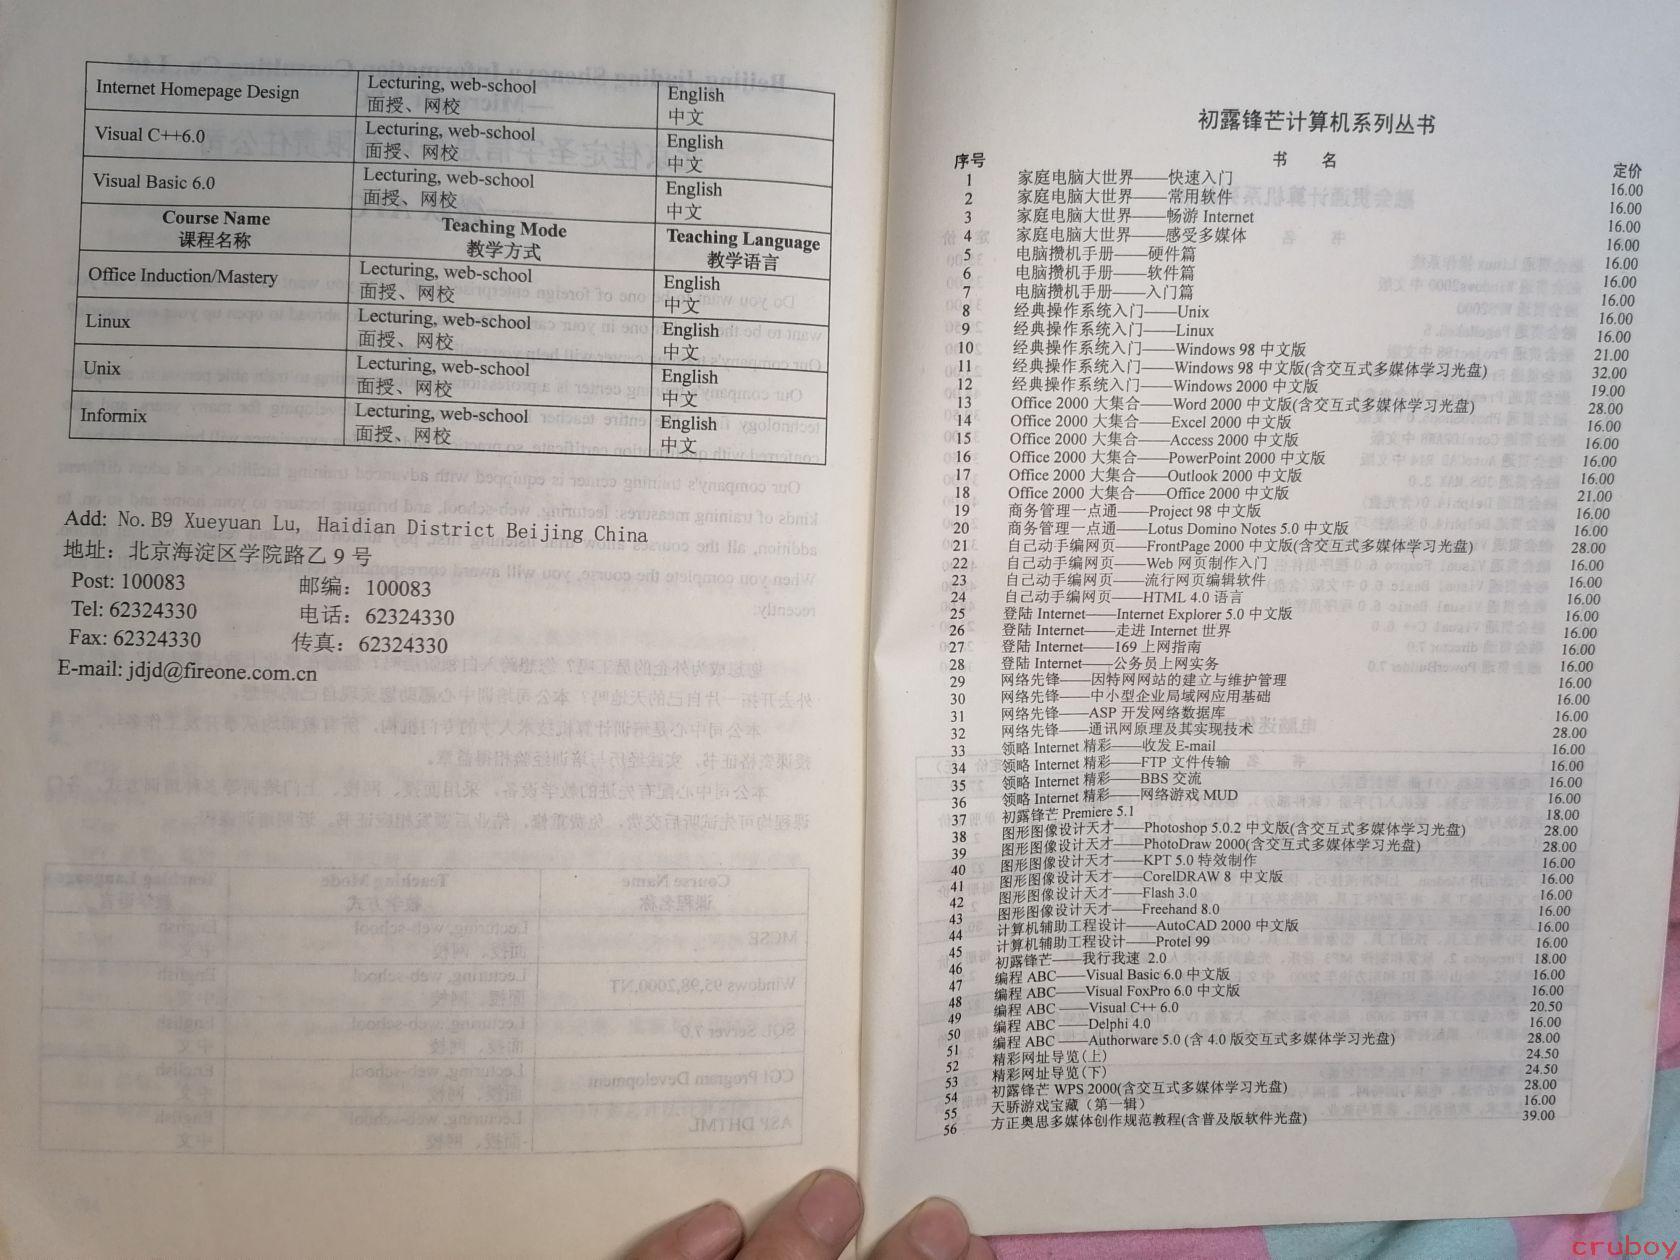 Internet Homepage Design
Lecturing, web-school
面授、网校
English
中文
Visual C++6.0
Lecturing, web-school
面授、网校
English
中文
Visual Basic 6.0
Lecturing, web-school
面授、网校
English
中文
Course Name
课程名称
Teaching Mode
教学方式
Teaching Language
教学语言
Office Induction/Mastery
Lecturing, web-school
面授、网校
English
中文
Linux
Lecturing, web-school
面授、网校
English
中文
Unix
Lecturing, web-school
面授、网校
English
中文
Informix
Lecturing, web-school
面授、网校
English
中文
Add: No.B9 Xueyuan Lu, Haidian District Beijing China
地址：北京海淀区学院路乙 9 号
Post: 100083 邮编：100083
Tel: 62324330 电话：62324330
Fax: 62324330 传真：62324330
E-mail: jdjd@fireone.com.cn
初露锋芒计算机系列丛书
序号 书 名 定价
1 家庭电脑大世界——快速入门 16.00
2 家庭电脑大世界——常用软件 16.00
3 家庭电脑大世界——畅游 Internet 16.00
4 家庭电脑大世界——感受多媒体 16.00
5 电脑攒机手册——硬件篇 16.00
6 电脑攒机手册——软件篇 16.00
7 电脑攒机手册——入门篇 16.00
8 经典操作系统入门——Unix 16.00
9 经典操作系统入门——Linux 16.00
10 经典操作系统入门——Windows 98 中文版 21.00
11 经典操作系统入门——Windows 98 中文版(含交互式多媒体学习光盘) 32.00
12 经典操作系统入门——Windows 2000 中文版 19.00
13 Office 2000 大集合——Word 2000 中文版(含交互式多媒体学习光盘) 28.00
14 Office 2000 大集合——Excel 2000 中文版 16.00
15 Office 2000 大集合——Access 2000 中文版 16.00
16 Office 2000 大集合——PowerPoint 2000 中文版 16.00
17 Office 2000 大集合——Outlook 2000 中文版 16.00
18 Office 2000 大集合——Office 2000 中文版 21.00
19 商务管理一点通——Project 98 中文版 16.00
20 商务管理一点通——Lotus Domino Notes 5.0 中文版 16.00
21 自己动手编网页——FrontPage 2000 中文版(含交互式多媒体学习光盘) 28.00
22 自己动手编网页——Web 网页制作入门 16.00
23 自己动手编网页——流行网页编辑软件 16.00
24 自己动手编网页——HTML 4.0 语言 16.00
25 登陆 Internet——Internet Explorer 5.0 中文版 16.00
26 登陆 Internet——走进 Internet 世界 16.00
27 登陆 Internet——169 上网指南 16.00
28 登陆 Internet——公务员上网实务 16.00
29 网络先锋——因特网网站的建立与维护管理 16.00
30 网络先锋——中小型企业局域网应用基础 16.00
31 网络先锋——ASP 开发网络数据库 16.00
32 网络先锋——通讯网原理及其实现技术 28.00
33 领略 Internet 精彩——收发 E-mail 16.00
34 领略 Internet 精彩——FTP 文件传输 16.00
35 领略 Internet 精彩——BBS 交流 16.00
36 领略 Internet 精彩——网络游戏 MUD 16.00
37 初露锋芒 Premiere 5.1 18.00
38 图形图像设计天才——Photoshop 5.0.2 中文版(含交互式多媒体学习光盘) 28.00
39 图形图像设计天才——PhotoDraw 2000(含交互式多媒体学习光盘) 28.00
40 图形图像设计天才——KPT 5.0 特效制作 16.00
41 图形图像设计天才——CorelDRAW 8 中文版 16.00
42 图形图像设计天才——Flash 3.0 16.00
43 图形图像设计天才——Freehand 8.0 16.00
44 计算机辅助工程设计——AutoCAD 2000 中文版 16.00
45 计算机辅助工程设计——Protel 99 16.00
46 初露锋芒——我行我速 2.0 18.00
47 编程 ABC——Visual Basic 6.0 中文版 16.00
48 编程 ABC——Visual FoxPro 6.0 中文版 16.00
49 编程 ABC——Visual C++ 6.0 20.50
50 编程 ABC ——Delphi 4.0 16.00
51 编程 ABC ——Authorware 5.0 (含 4.0 版交互式多媒体学习光盘) 28.00
52 精彩网址导览(上) 24.50
53 精彩网址导览(下) 24.50
54 初露锋芒 WPS 2000(含交互式多媒体学习光盘) 28.00
55 天骄游戏宝藏（第一辑） 16.00
56 方正奥思多媒体创作规范教程(含普及版软件光盘) 39.00
cruboy